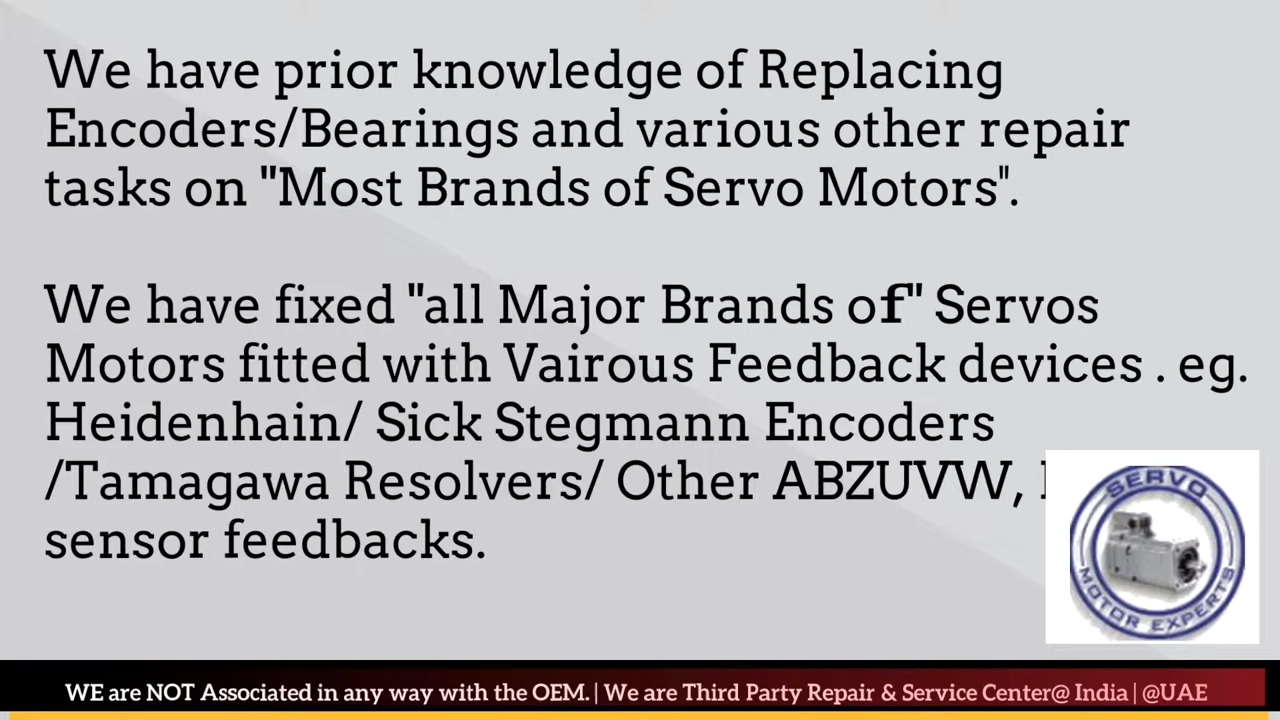 We have prior knowledge of Replacing
Encoders/Bearings and various other repair
tasks on "Most Brands of Servo Motors".
We have fixed "all Major Brands of" Servos
Motors fitted with Vairous Feedback devices . eg.
Heidenhain/ Sick Stegmann Encoders
/Tamagawa Resolvers/ Other ABZUVW,
sensor feedbacks.
SERVO
MOTOR EXPERTS
WE are NOT Associated in any way with the OEM. | We are Third Party Repair & Service Center@ India | @UAE